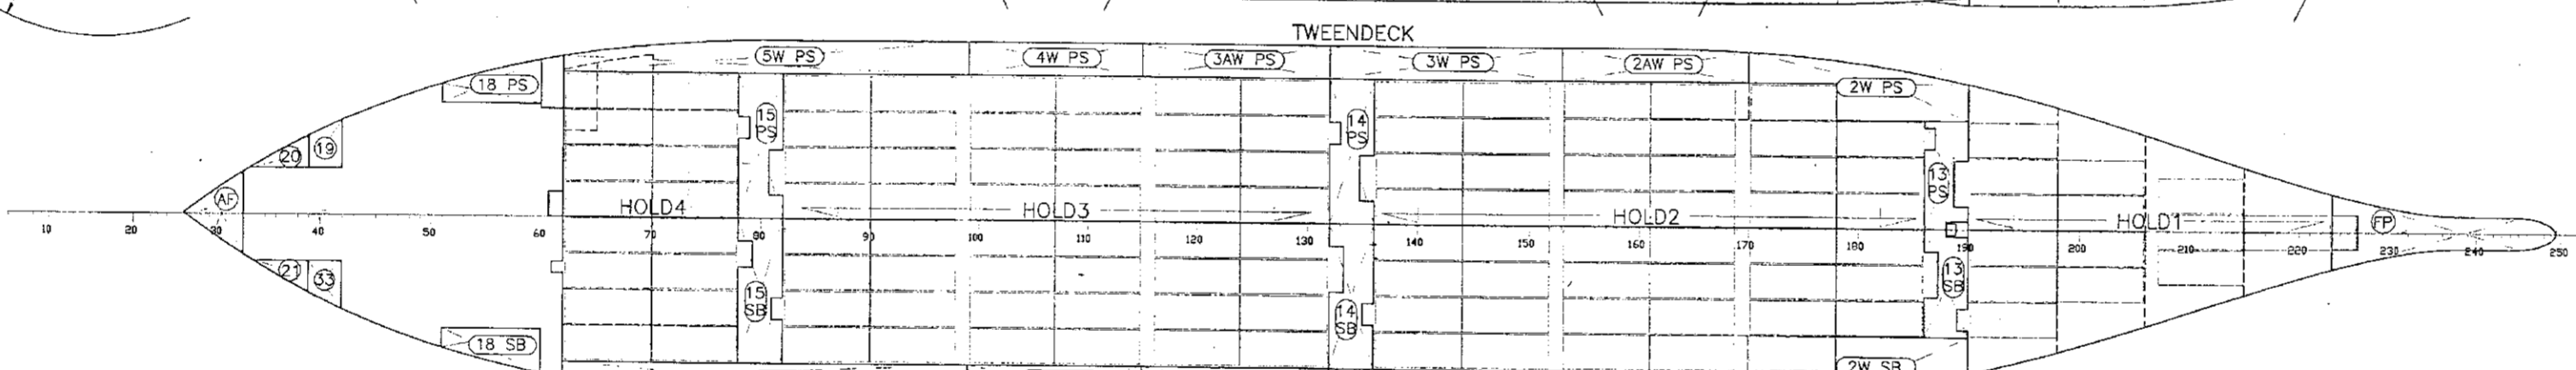 TWEENDECK
5W PS
4W PS
3AW PS
3W PS
2AW PS
2W PS
18 PS
15 PS
14 PS
20
19
13 PS
AF
HOLD4
HOLD3
HOLD2
HOLD1
FP
10 20 30 40 50 60 70 80 90 100 110 120 130 140 150 160 170 180 190 200 210 220 230 240 250
21
33
13 SB
15 SB
14 SB
18 SB
2W SB